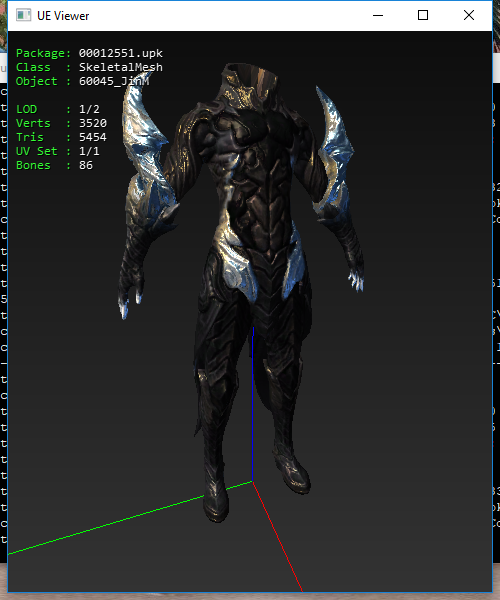 UE Viewer
Package: 00012551.upk
Class  : SkeletalMesh
Object : 60045_JinM
LOD    : 1/2
Verts  : 3520
Tris   : 5454
UV Set : 1/1
Bones  : 86